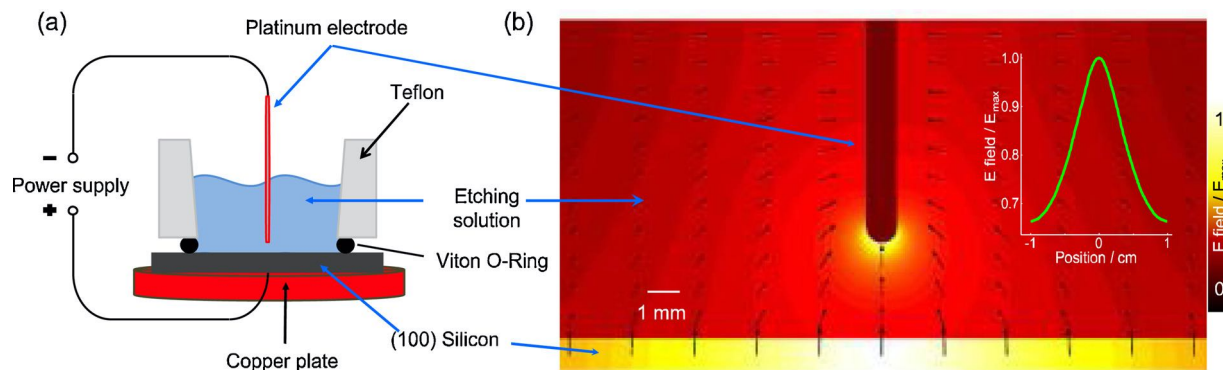 (a)
Platinum electrode
Teflon
Power supply
Etching
solution
Viton O-Ring
(100) Silicon
Copper plate
(b)
1.0
0.9
0.8
0.7
E field / Emax
-1
0
1
Position / cm
1 mm
1
0